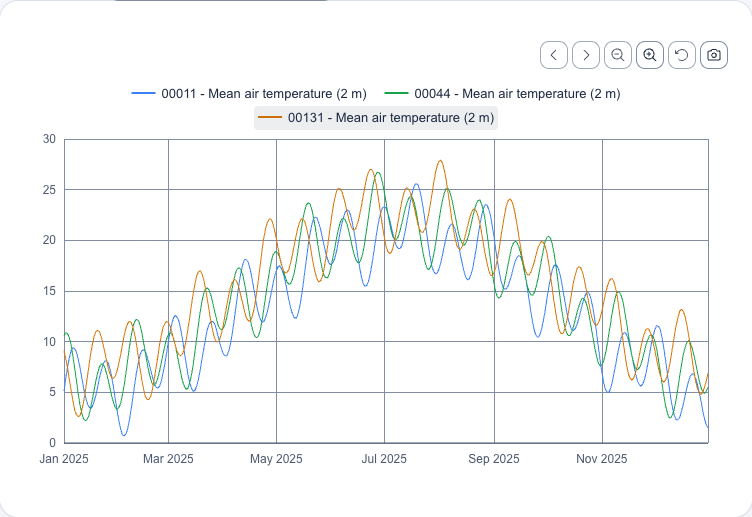 00011 - Mean air temperature (2 m) 00044 - Mean air temperature (2 m)
00131 - Mean air temperature (2 m)
30
25
20
15
10
5
0
Jan 2025 Mar 2025 May 2025 Jul 2025 Sep 2025 Nov 2025